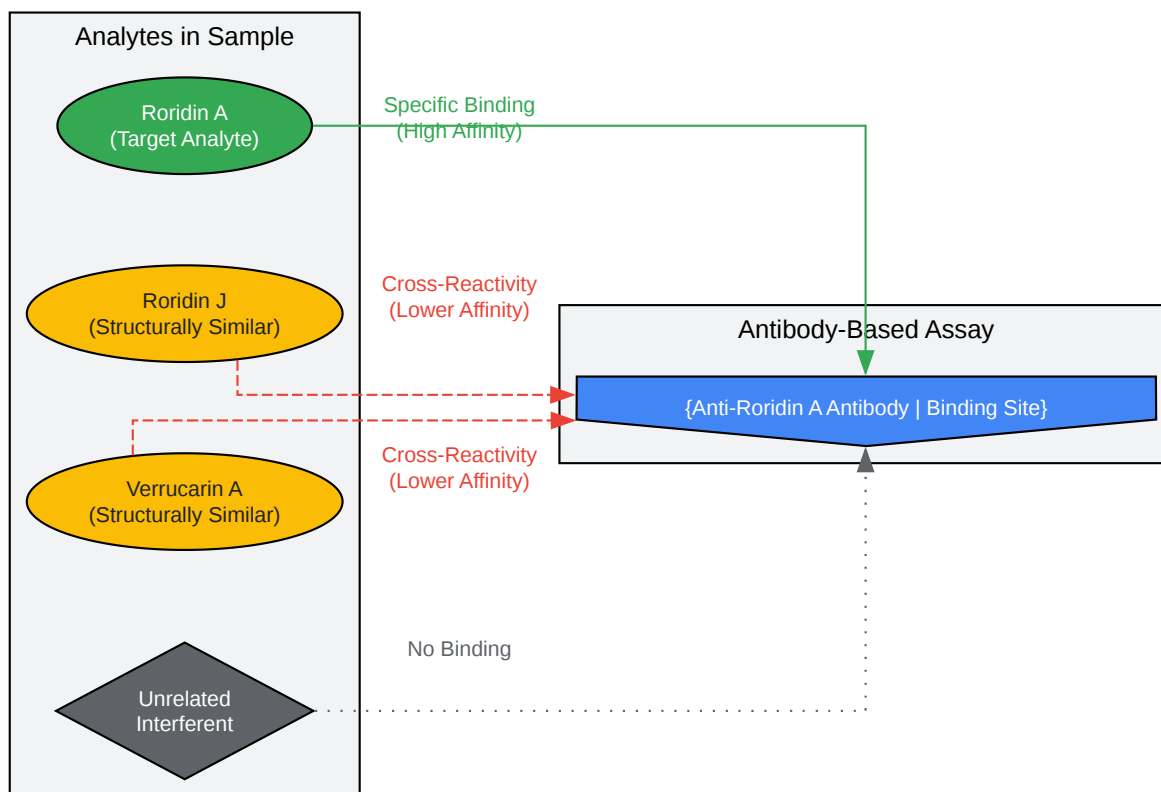 Analytes in Sample
Roridin A
(Target Analyte)
Specific Binding
(High Affinity)
Roridin J
(Structurally Similar)
Cross-Reactivity
(Lower Affinity)
Antibody-Based Assay
{Anti-Roridin A Antibody | Binding Site}
Verrucarin A
(Structurally Similar)
Cross-Reactivity
(Lower Affinity)
Unrelated
Interferent
No Binding